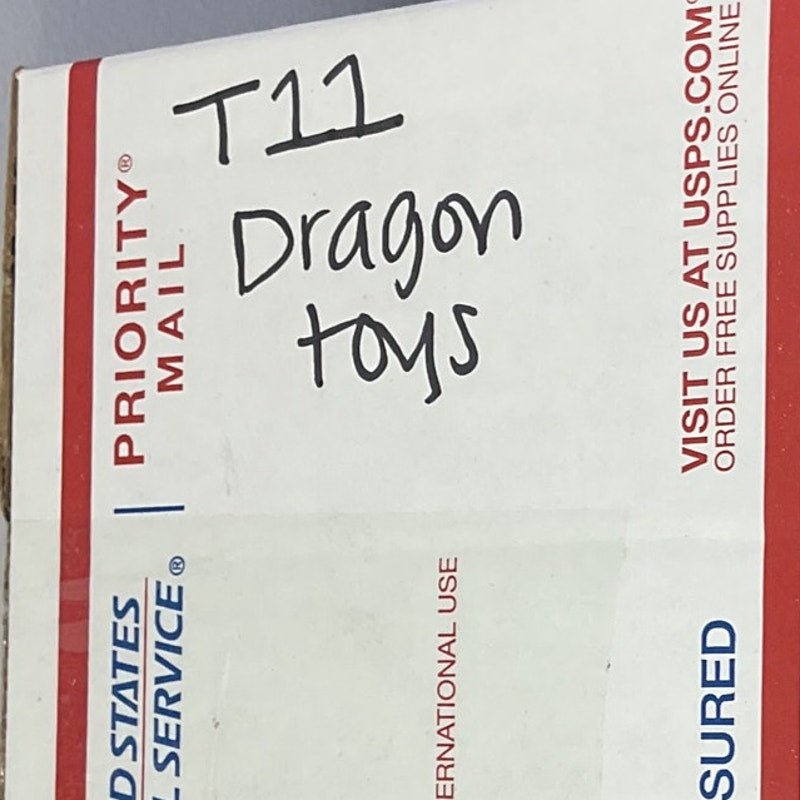 T11
Dragon
toys
PRIORITY®
MAIL
D STATES
L SERVICE®
ERNATIONAL USE
VISIT US AT USPS.COM®
ORDER FREE SUPPLIES ONLINE
SURED